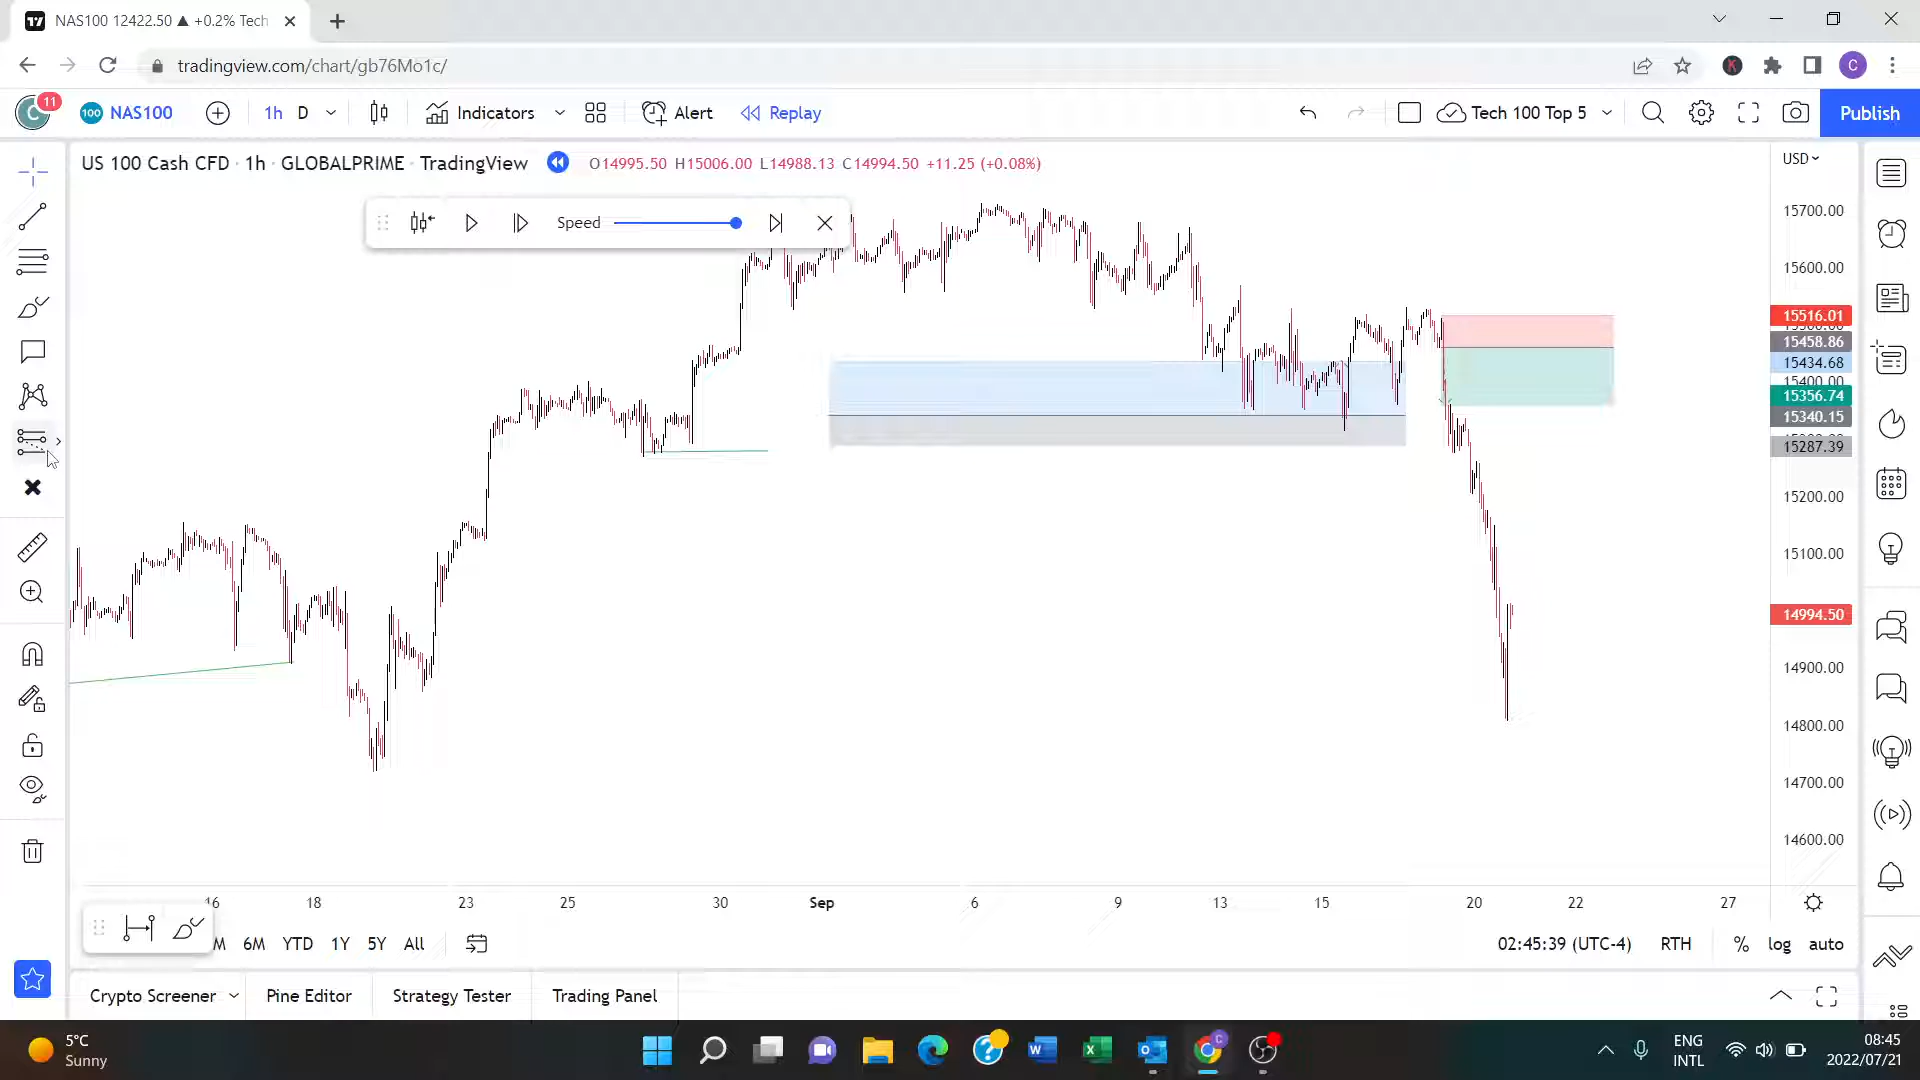 NAS100 12422.50 ▲ +0.2% Tech
tradingview.com/chart/gb76Mo1c/
C 11 100 NAS100 1h D Indicators Alert Replay Tech 100 Top 5 Publish
US 100 Cash CFD · 1h · GLOBALPRIME · TradingView O14995.50 H15006.00 L14988.13 C14994.50 +11.25 (+0.08%) USD
Speed
15700.00
15600.00
15516.01
15458.86
15434.68
15400.00
15356.74
15340.15
15287.39
15200.00
15100.00
14994.50
14900.00
14800.00
14700.00
14600.00
16 18 23 25 30 Sep 6 9 13 15 20 22 27
M 6M YTD 1Y 5Y All 02:45:39 (UTC-4) RTH % log auto
Crypto Screener Pine Editor Strategy Tester Trading Panel
5°C
Sunny
ENG
INTL
08:45
2022/07/21